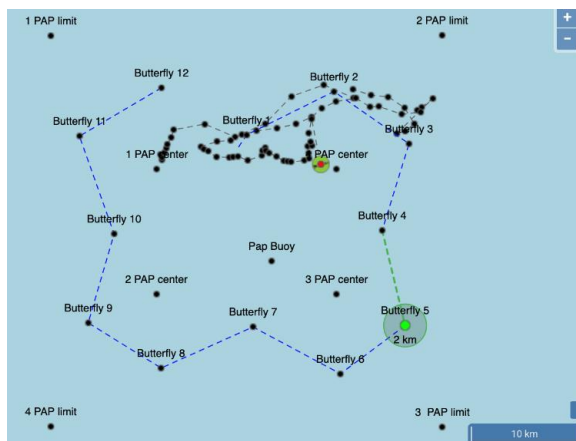 1 PAP limit
2 PAP limit
+
−
Butterfly 12
Butterfly 2
Butterfly 11
Butterfly 1
Butterfly 3
1 PAP center
PAP center
Butterfly 10
Butterfly 4
Pap Buoy
2 PAP center
3 PAP center
Butterfly 9
Butterfly 7
Butterfly 5
2 km
Butterfly 8
Butterfly 6
4 PAP limit
3 PAP limit
10 km